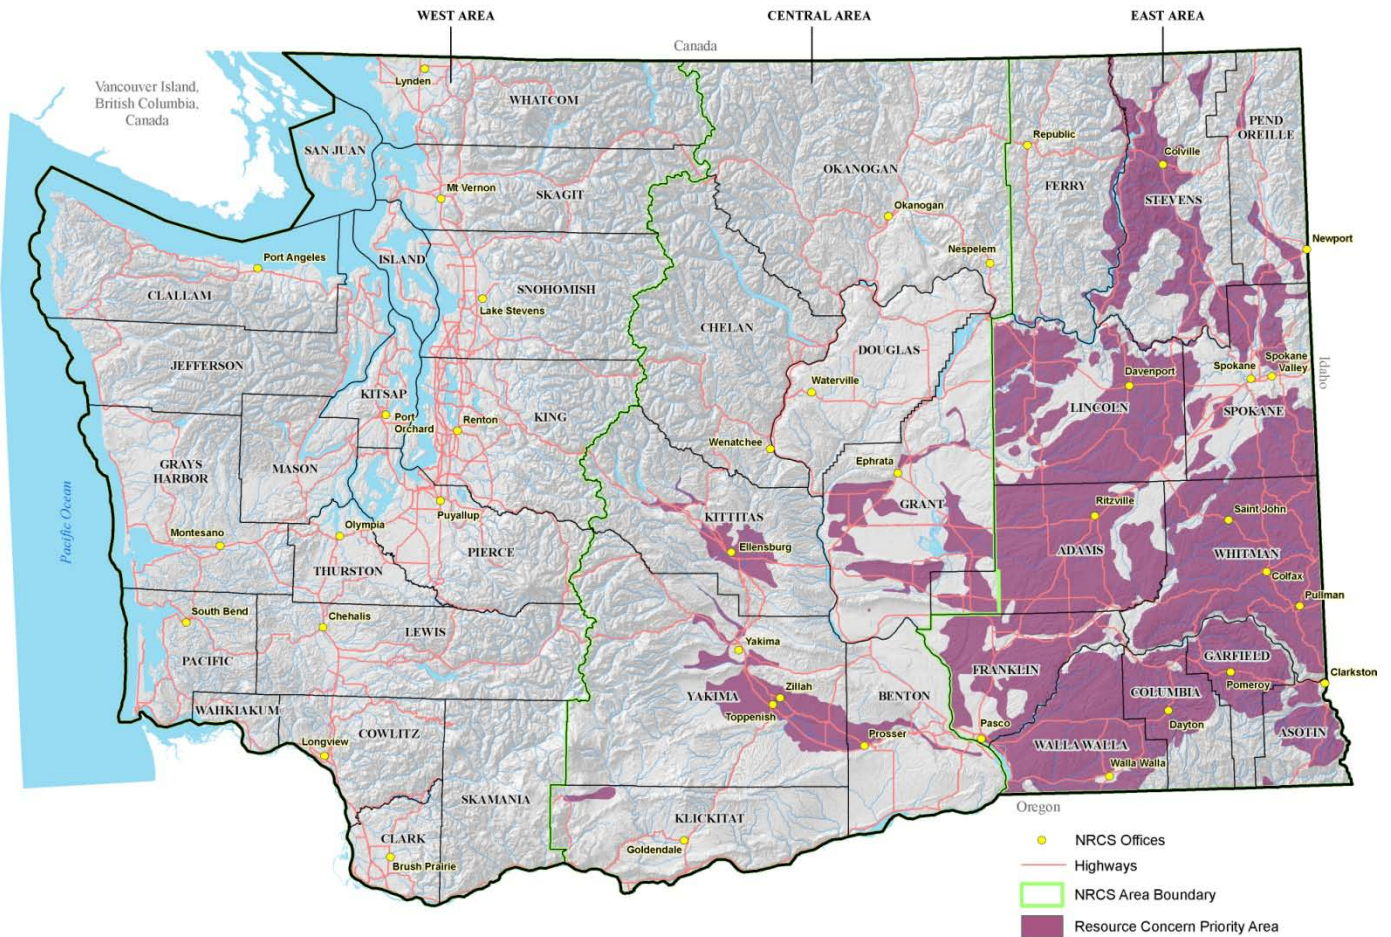 WEST AREA
CENTRAL AREA
EAST AREA
Canada
Vancouver Island,
British Columbia,
Canada
Lynden
WHATCOM
SAN JUAN
Mt Vernon
SKAGIT
OKANOGAN
Okanogan
Nespelem
Republic
FERRY
Colville
STEVENS
PEND
OREILLE
Newport
Port Angeles
CLALLAM
ISLAND
SNOHOMISH
Lake Stevens
CHELAN
DOUGLAS
Waterville
JEFFERSON
KITSAP
Port
Orchard
Renton
KING
Wenatchee
Davenport
LINCOLN
Spokane
Spokane
Valley
SPOKANE
Idaho
GRAYS
HARBOR
MASON
Ephrata
GRANT
Puyallup
PIERCE
KITTITAS
Ellensburg
Ritzville
ADAMS
Saint John
WHITMAN
Colfax
Pullman
Pacific Ocean
Montesano
Olympia
THURSTON
South Bend
PACIFIC
Chehalis
LEWIS
Yakima
YAKIMA
Zillah
Toppenish
Prosser
BENTON
FRANKLIN
Pasco
GARFIELD
Pomeroy
Clarkston
COLUMBIA
Dayton
ASOTIN
WALLA WALLA
Walla Walla
WAHKIAKUM
COWLITZ
Longview
SKAMANIA
CLARK
Brush Prairie
KLICKITAT
Goldendale
Oregon
NRCS Offices
Highways
NRCS Area Boundary
Resource Concern Priority Area